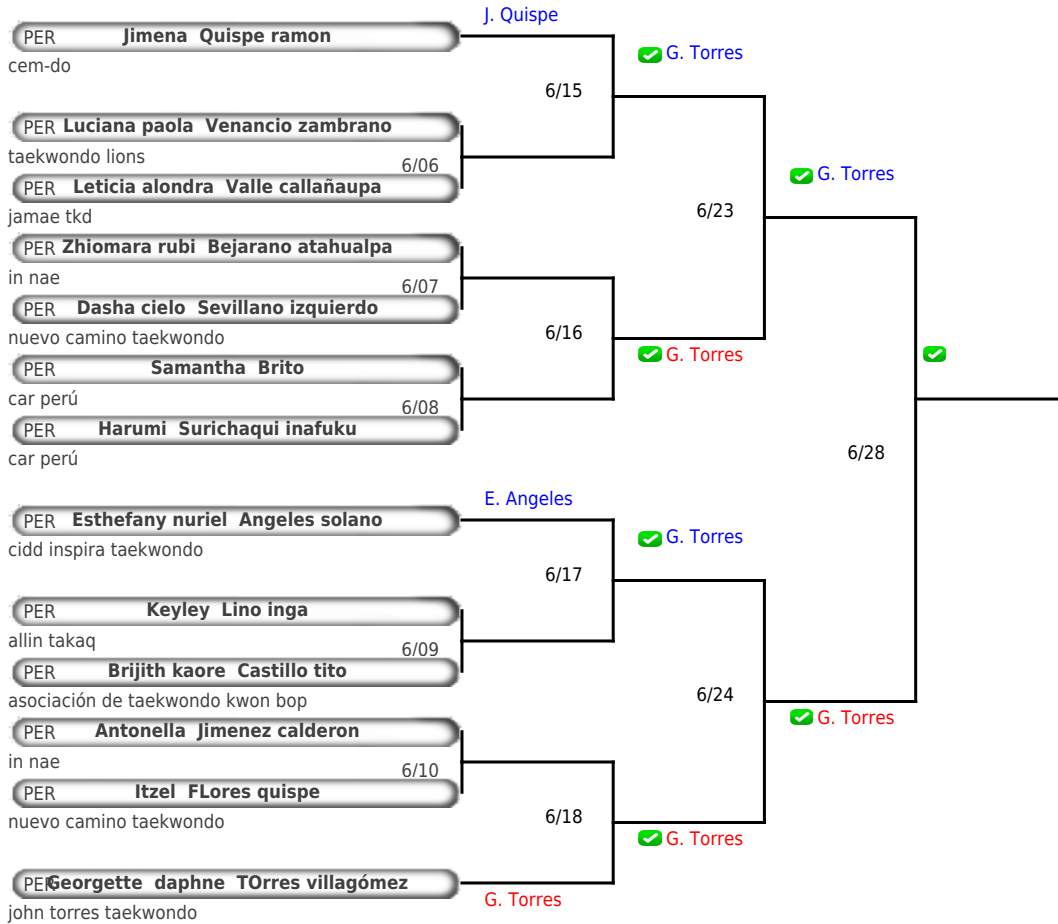 J. Quispe
PER Jimena Quispe ramon
cem-do
G. Torres
6/15
PER Luciana paola Venancio zambrano
taekwondo lions
6/06
PER Leticia alondra Valle callañaupa
jamae tkd
G. Torres
6/23
PER Zhiomara rubi Bejarano atahualpa
in nae
6/07
PER Dasha cielo Sevillano izquierdo
nuevo camino taekwondo
6/16
G. Torres
PER Samantha Brito
car perú
6/08
PER Harumi Surichaqui inafuku
car perú
6/28
E. Angeles
PER Esthefany nuriel Angeles solano
cidd inspira taekwondo
G. Torres
6/17
PER Keyley Lino inga
allin takaq
6/09
PER Brijith kaore Castillo tito
asociación de taekwondo kwon bop
6/24
G. Torres
PER Antonella Jimenez calderon
in nae
6/10
PER Itzel FLores quispe
nuevo camino taekwondo
6/18
G. Torres
PER Georgette daphne TOrres villagómez
john torres taekwondo
G. Torres